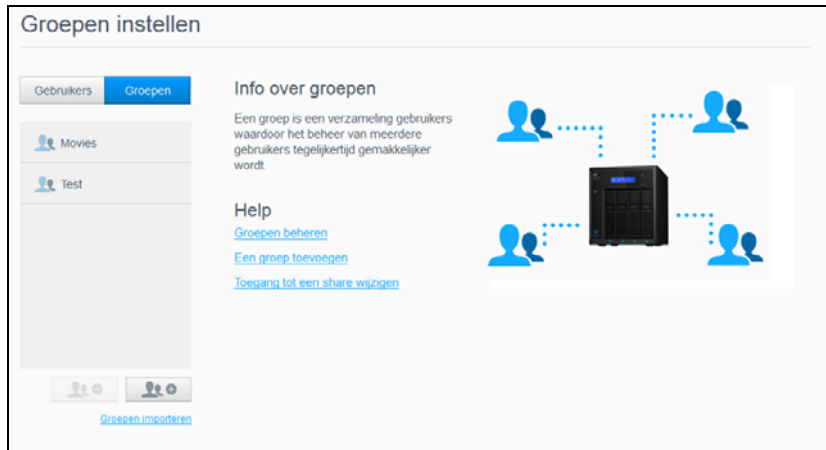 Groepen instellen
Gebruikers
Groepen
Movies
Test
Groepen importeren
Info over groepen
Een groep is een verzameling gebruikers
waardoor het beheer van meerdere
gebruikers tegelijkertijd gemakkelijker
wordt.
Help
Groepen beheren
Een groep toevoegen
Toegang tot een share wijzigen